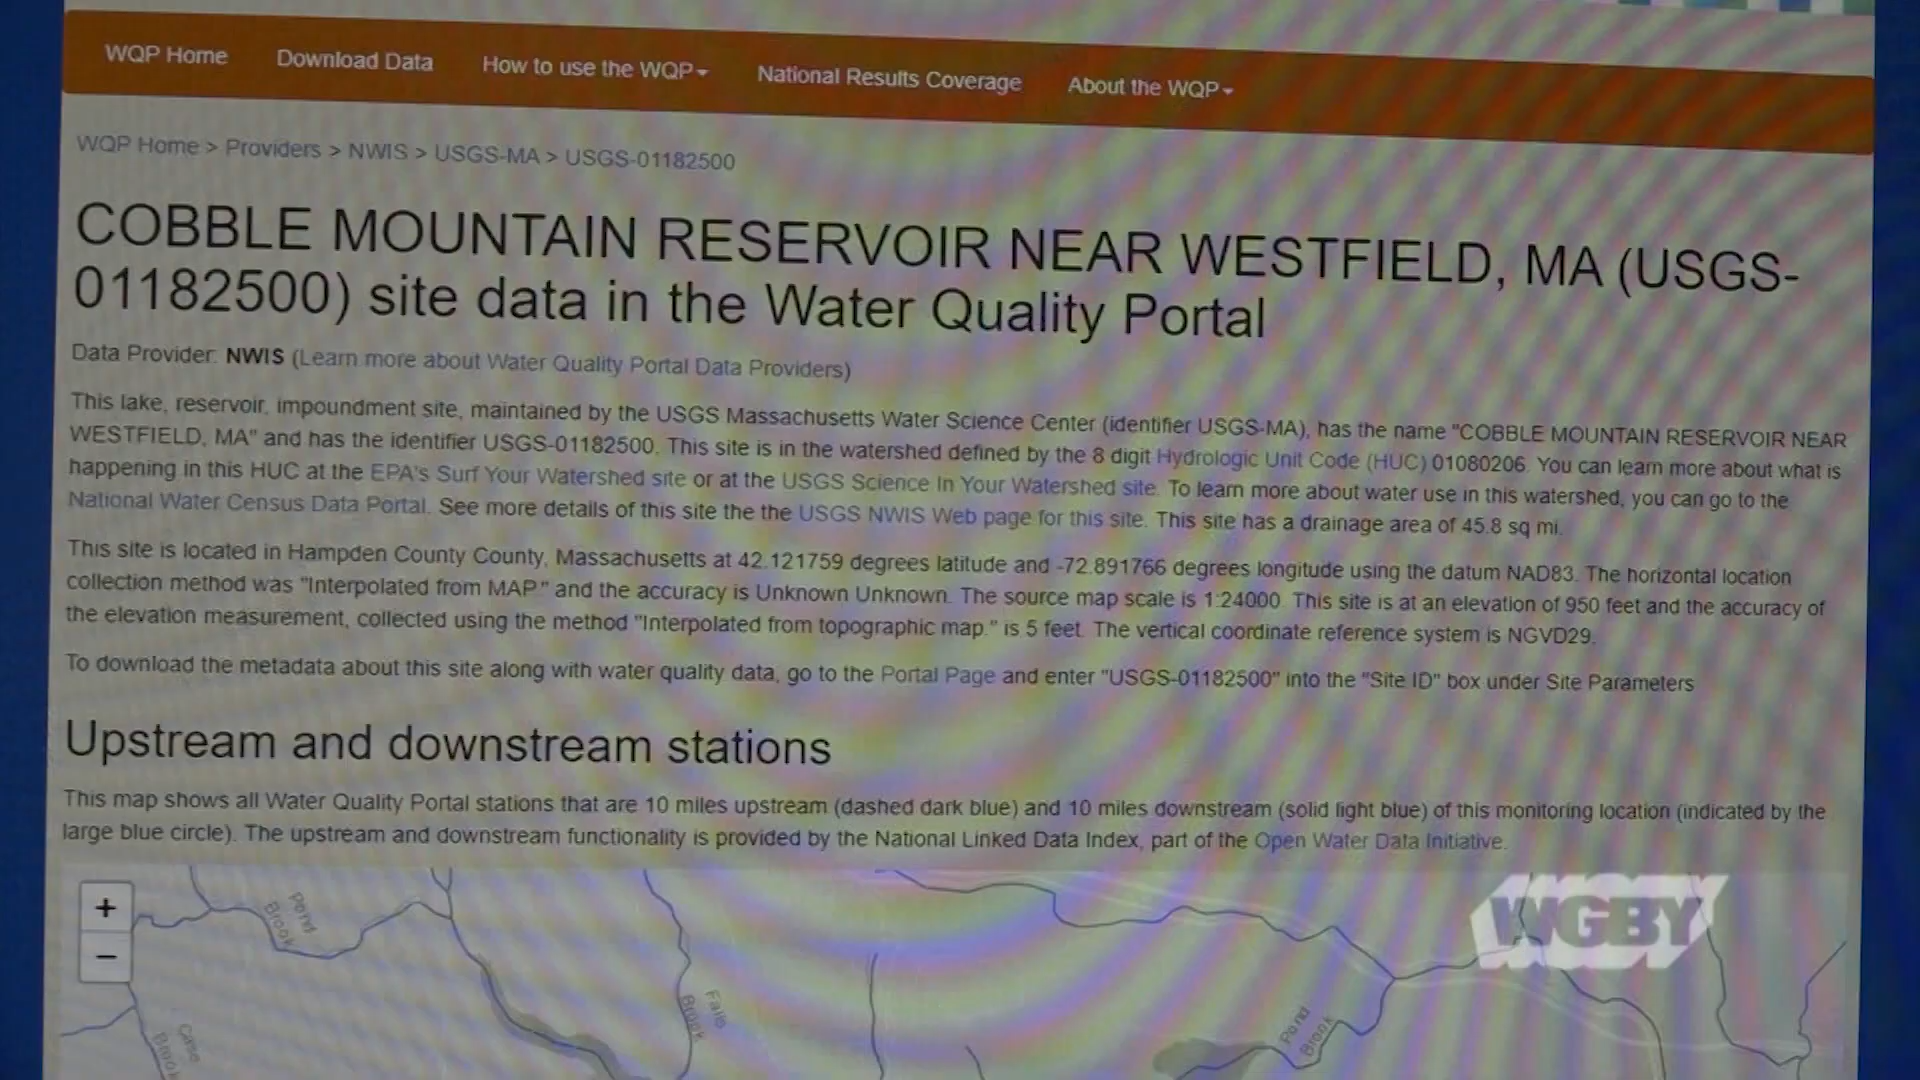 WQP Home Download Data How to use the WQP National Results Coverage About the WQP
WQP Home > Providers > NWIS > USGS-MA > USGS-01182500
COBBLE MOUNTAIN RESERVOIR NEAR WESTFIELD, MA (USGS-
01182500) site data in the Water Quality Portal
Data Provider: NWIS (Learn more about Water Quality Portal Data Providers)
This lake, reservoir, impoundment site, maintained by the USGS Massachusetts Water Science Center (identifier USGS-MA), has the name "COBBLE MOUNTAIN RESERVOIR NEAR
WESTFIELD, MA" and has the identifier USGS-01182500. This site is in the watershed defined by the 8 digit Hydrologic Unit Code (HUC) 01080206. You can learn more about what is
happening in this HUC at the EPA's Surf Your Watershed site or at the USGS Science In Your Watershed site. To learn more about water use in this watershed, you can go to the
National Water Census Data Portal. See more details of this site the the USGS NWIS Web page for this site. This site has a drainage area of 45.8 sq mi.
This site is located in Hampden County County, Massachusetts at 42.121759 degrees latitude and -72.891766 degrees longitude using the datum NAD83. The horizontal location
collection method was "Interpolated from MAP." and the accuracy is Unknown Unknown. The source map scale is 1:24000. This site is at an elevation of 950 feet and the accuracy of
the elevation measurement, collected using the method "Interpolated from topographic map." is 5 feet. The vertical coordinate reference system is NGVD29.
To download the metadata about this site along with water quality data, go to the Portal Page and enter "USGS-01182500" into the "Site ID" box under Site Parameters
Upstream and downstream stations
This map shows all Water Quality Portal stations that are 10 miles upstream (dashed dark blue) and 10 miles downstream (solid light blue) of this monitoring location (indicated by the
large blue circle). The upstream and downstream functionality is provided by the National Linked Data Index, part of the Open Water Data Initiative.
+
−
Pond
Brook
WGBY
Falls
Brook
Pond
Brook
Case
Brook